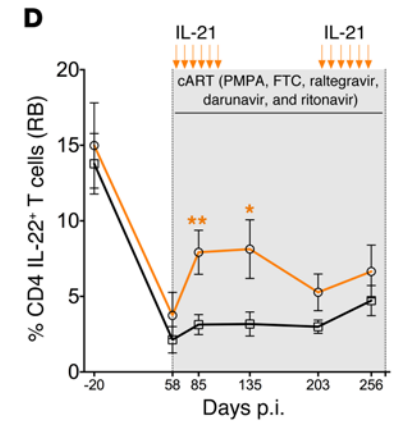 D
IL-21 IL-21
cART (PMPA, FTC, raltegravir,
darunavir, and ritonavir)
% CD4 IL-22⁺ T cells (RB)
20
15
10
5
0
** *
-20 58 85 135 203 256
Days p.i.